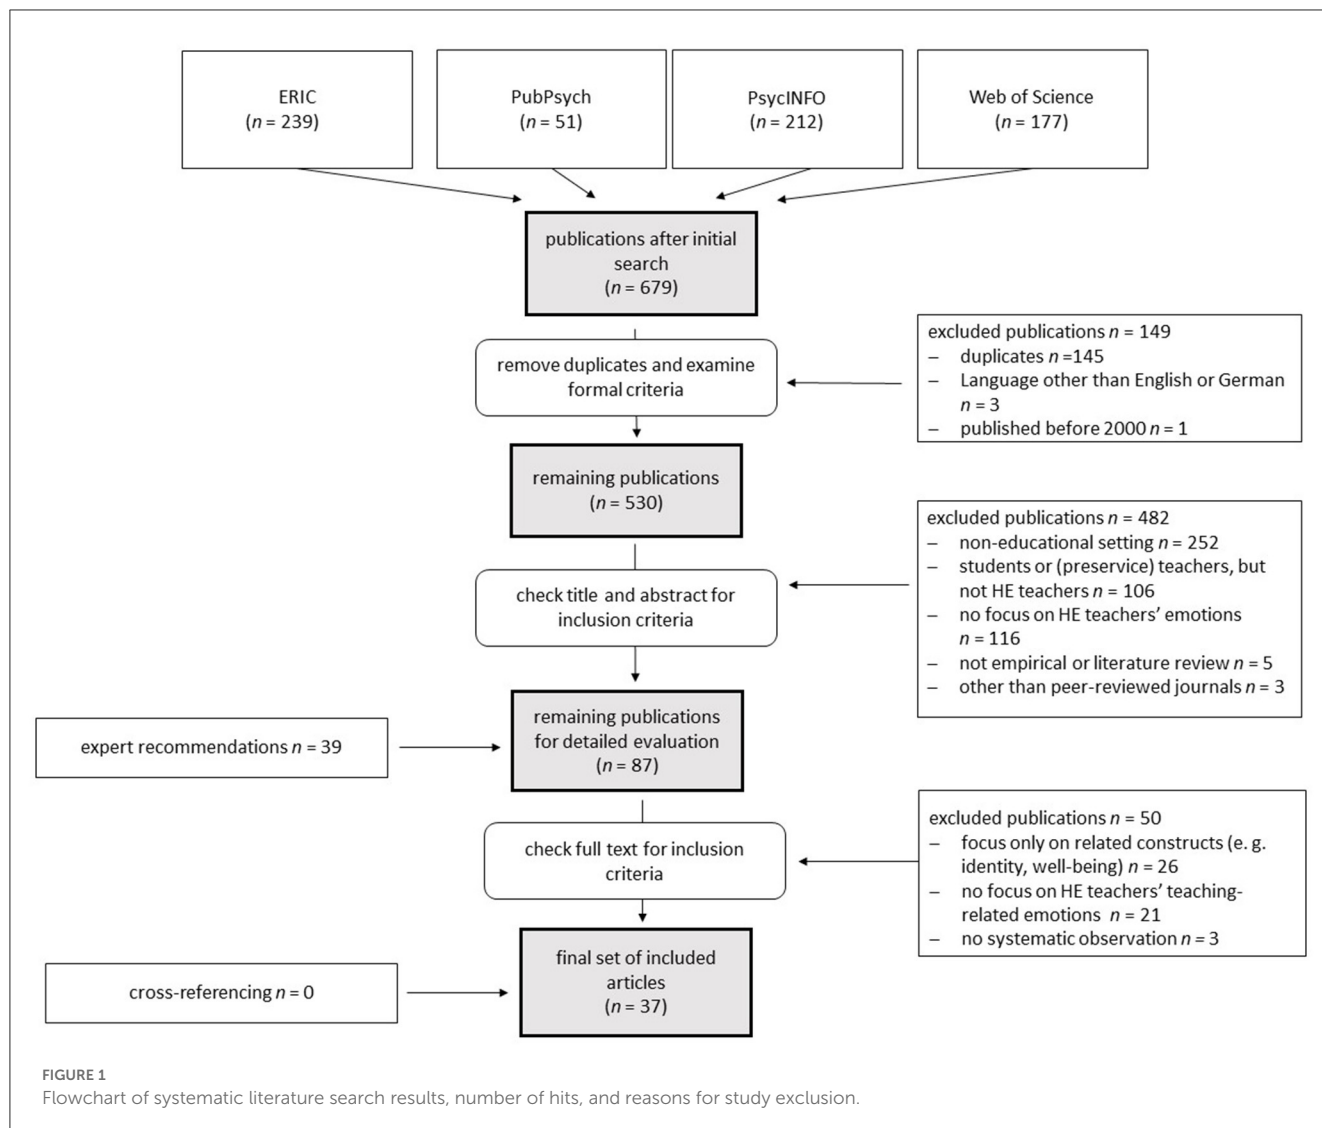 ERIC
(n = 239)
PubPsych
(n = 51)
PsycINFO
(n = 212)
Web of Science
(n = 177)
publications after initial
search
(n = 679)
remove duplicates and examine
formal criteria
excluded publications n = 149
– duplicates n =145
– Language other than English or German
n = 3
– published before 2000 n = 1
remaining publications
(n = 530)
excluded publications n = 482
– non-educational setting n = 252
– students or (preservice) teachers, but
not HE teachers n = 106
– no focus on HE teachers’ emotions
n = 116
– not empirical or literature review n = 5
– other than peer-reviewed journals n = 3
check title and abstract for
inclusion criteria
expert recommendations n = 39
remaining publications
for detailed evaluation
(n = 87)
check full text for inclusion
criteria
excluded publications n = 50
– focus only on related constructs (e. g.
identity, well-being) n = 26
– no focus on HE teachers’ teaching-
related emotions n = 21
– no systematic observation n = 3
cross-referencing n = 0
final set of included
articles
(n = 37)
FIGURE 1
Flowchart of systematic literature search results, number of hits, and reasons for study exclusion.